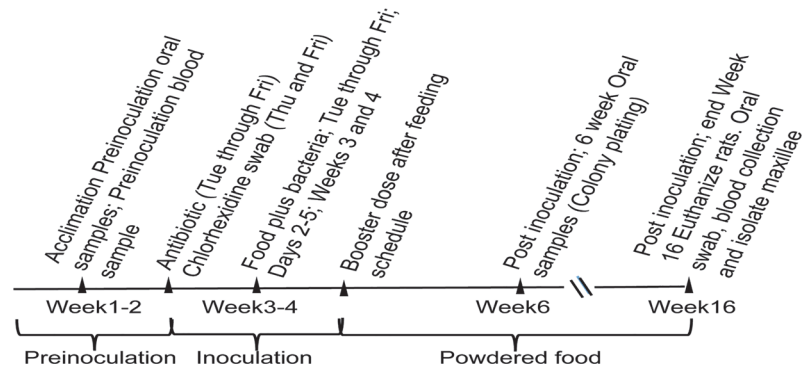 Acclimation Preinoculation oral
samples; Preinoculation blood
sample
Antibiotic (Tue through Fri)
Chlorhexidine swab (Thu and Fri)
Food plus bacteria; Tue through Fri;
Days 2-5; Weeks 3 and 4
Booster dose after feeding
schedule
Post inoculation; 6 week Oral
samples (Colony plating)
Post inoculation; end Week
16 Euthanize rats. Oral
swab, blood collection
and isolate maxillae
Week1-2
Week3-4
Week6
Week16
Preinoculation
Inoculation
Powdered food